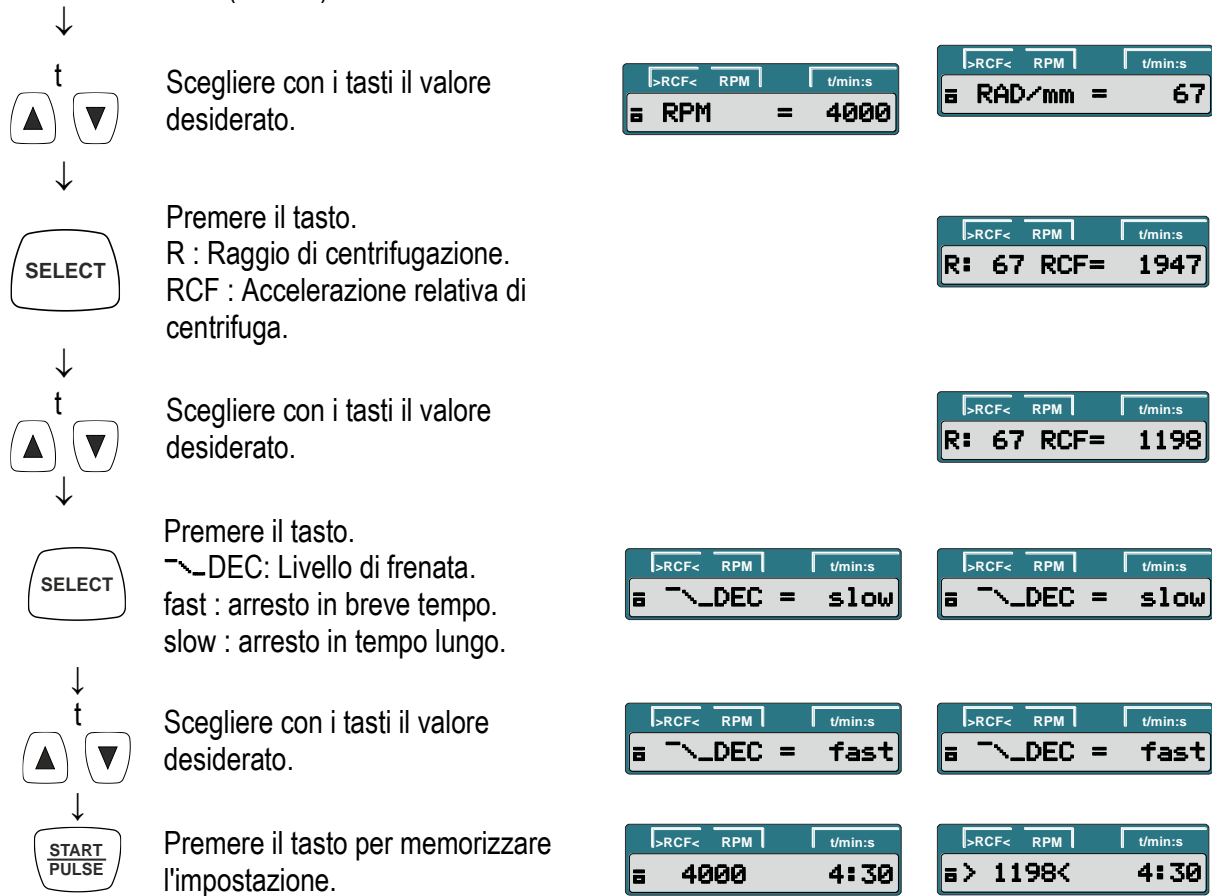 ↓
t
▲ ▼
Scegliere con i tasti il valore
desiderato.
>RCF< RPM t/min:s
RPM = 4000
>RCF< RPM t/min:s
RAD/mm = 67
↓
SELECT
Premere il tasto.
R : Raggio di centrifugazione.
RCF : Accelerazione relativa di
centrifuga.
>RCF< RPM t/min:s
R: 67 RCF= 1947
↓
t
▲ ▼
Scegliere con i tasti il valore
desiderato.
>RCF< RPM t/min:s
R: 67 RCF= 1198
↓
SELECT
Premere il tasto.
DEC: Livello di frenata.
fast : arresto in breve tempo.
slow : arresto in tempo lungo.
>RCF< RPM t/min:s
DEC = slow
>RCF< RPM t/min:s
DEC = slow
↓
t
▲ ▼
Scegliere con i tasti il valore
desiderato.
>RCF< RPM t/min:s
DEC = fast
>RCF< RPM t/min:s
DEC = fast
↓
START
PULSE
Premere il tasto per memorizzare
l'impostazione.
>RCF< RPM t/min:s
4000 4:30
>RCF< RPM t/min:s
> 1198< 4:30